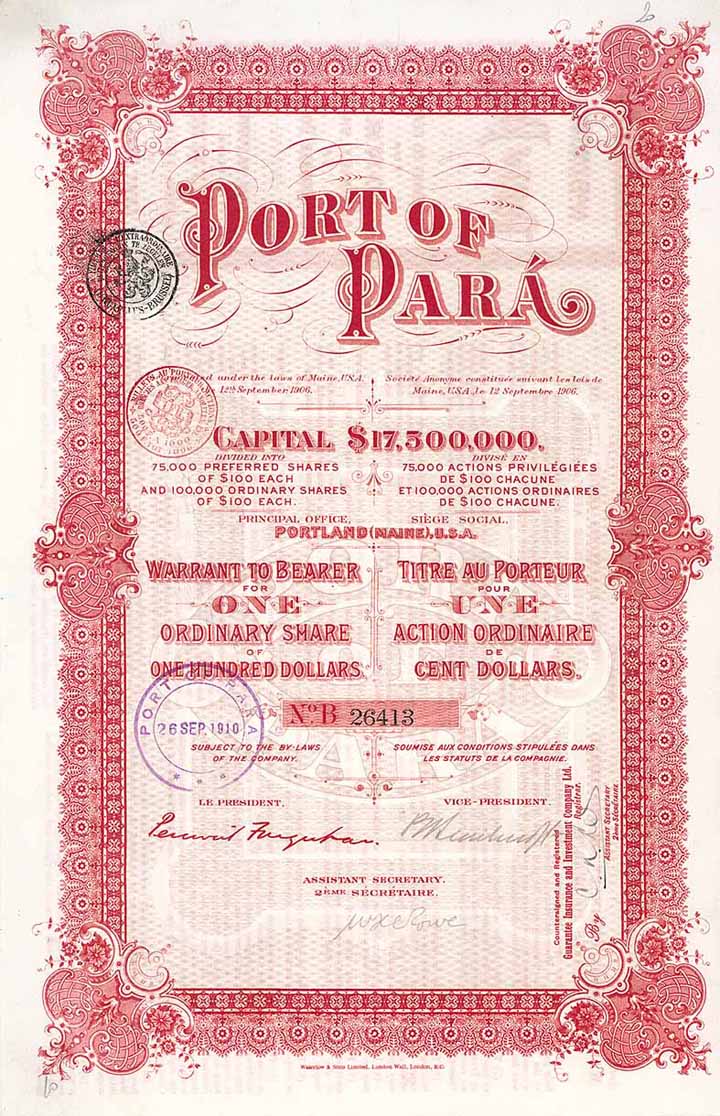 PORT OF
PARÁ
under the laws of Maine, U.S.A.
12th September 1906.
Société Anonyme constituée suivant les lois de
Maine, U.S.A., le 12 Septembre 1906.
CAPITAL $17,500,000.
DIVIDED INTO
75,000 PREFERRED SHARES
OF $100 EACH
AND 100,000 ORDINARY SHARES
OF $100 EACH.
DIVISÉ EN
75,000 ACTIONS PRIVILÉGIÉES
DE $100 CHACUNE
ET 100,000 ACTIONS ORDINAIRES
DE $100 CHACUNE.
PRINCIPAL OFFICE, SIÈGE SOCIAL,
PORTLAND (MAINE), U.S.A.
WARRANT TO BEARER
FOR
ONE
ORDINARY SHARE
OF
ONE HUNDRED DOLLARS
TITRE AU PORTEUR
POUR
UNE
ACTION ORDINAIRE
DE
CENT DOLLARS.
No. B 26413
PORT OF PARA
26 SEP. 1910
SUBJECT TO THE BY-LAWS
OF THE COMPANY.
SOUMISE AUX CONDITIONS STIPULÉES DANS
LES STATUTS DE LA COMPAGNIE.
LE PRESIDENT,
VICE-PRESIDENT.
Percival Farquhar.
ASSISTANT SECRETARY.
2ÈME SECRÉTAIRE.
Countersigned and Registered
Guarantee Insurance and Investment Company Ltd.
Registrar.
By
ASSISTANT SECRETARY
2ÈME SÉCRÉTAIRE
Waterlow & Sons Limited, London Wall, London, E.C.